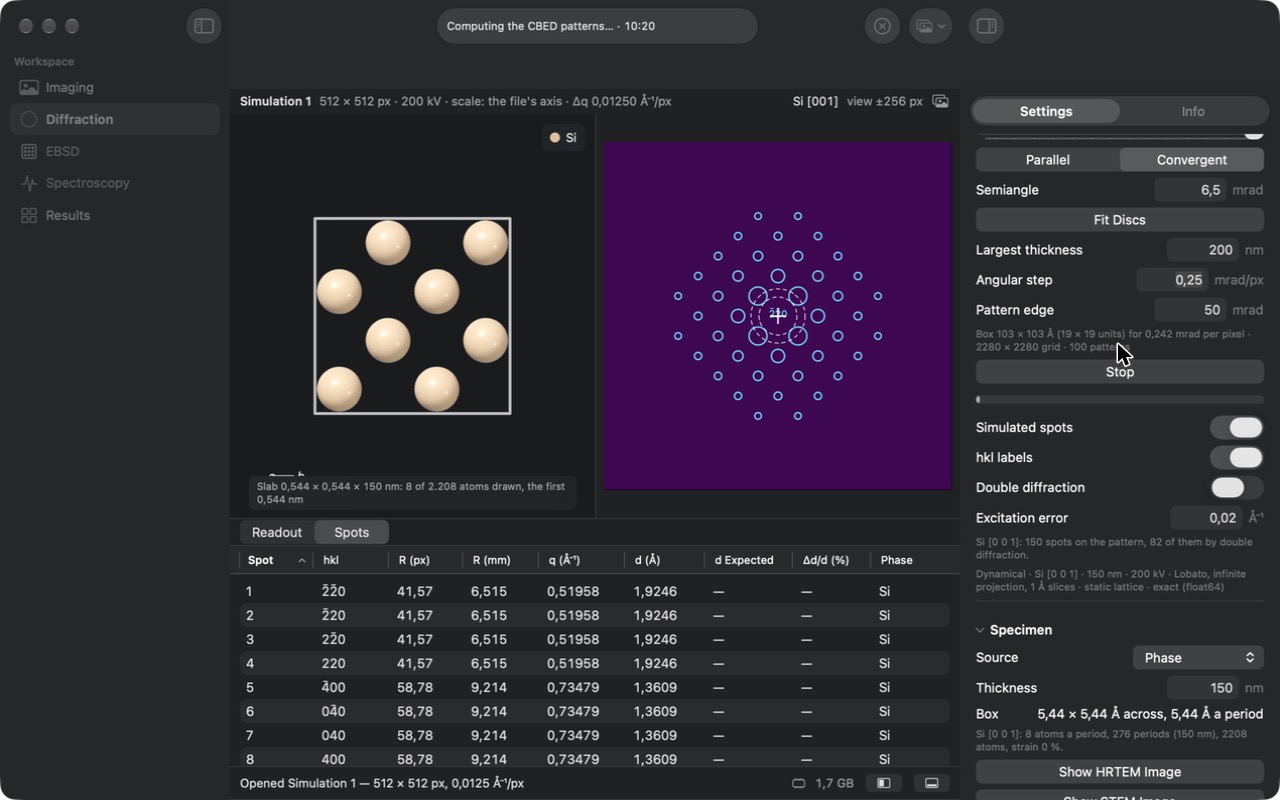 Computing the CBED patterns… · 10:20
Workspace
Imaging
Diffraction
EBSD
Spectroscopy
Results
Simulation 1 512 × 512 px · 200 kV · scale: the file's axis · Δq 0,01250 Å⁻¹/px
Si [001] view ±256 px
Si
Slab 0,544 × 0,544 × 150 nm: 8 of 2.208 atoms drawn, the first
0,544 nm
Readout Spots
Spot hkl R (px) R (mm) q (Å⁻¹) d (Å) d Expected Δd/d (%) Phase
1 2̄2̄0 41,57 6,515 0,51958 1,9246 — — Si
2 2̄20 41,57 6,515 0,51958 1,9246 — — Si
3 22̄0 41,57 6,515 0,51958 1,9246 — — Si
4 220 41,57 6,515 0,51958 1,9246 — — Si
5 4̄00 58,78 9,214 0,73479 1,3609 — — Si
6 04̄0 58,78 9,214 0,73479 1,3609 — — Si
7 040 58,78 9,214 0,73479 1,3609 — — Si
8 400 58,78 9,214 0,73479 1,3609 — — Si
Opened Simulation 1 — 512 × 512 px, 0,0125 Å⁻¹/px
1,7 GB
Settings Info
Parallel Convergent
Semiangle 6,5 mrad
Fit Discs
Largest thickness 200 nm
Angular step 0,25 mrad/px
Pattern edge 50 mrad
Box 103 × 103 Å (19 × 19 units) for 0,242 mrad per pixel ·
2280 × 2280 grid · 100 patterns
Stop
Simulated spots
hkl labels
Double diffraction
Excitation error 0,02 Å⁻¹
Si [0 0 1]: 150 spots on the pattern, 82 of them by double
diffraction.
Dynamical · Si [0 0 1] · 150 nm · 200 kV · Lobato, infinite
projection, 1 Å slices · static lattice · exact (float64)
Specimen
Source Phase
Thickness 150 nm
Box 5,44 × 5,44 Å across, 5,44 Å a period
Si [0 0 1]: 8 atoms a period, 276 periods (150 nm), 2208
atoms, strain 0 %.
Show HRTEM Image
Show STEM Image